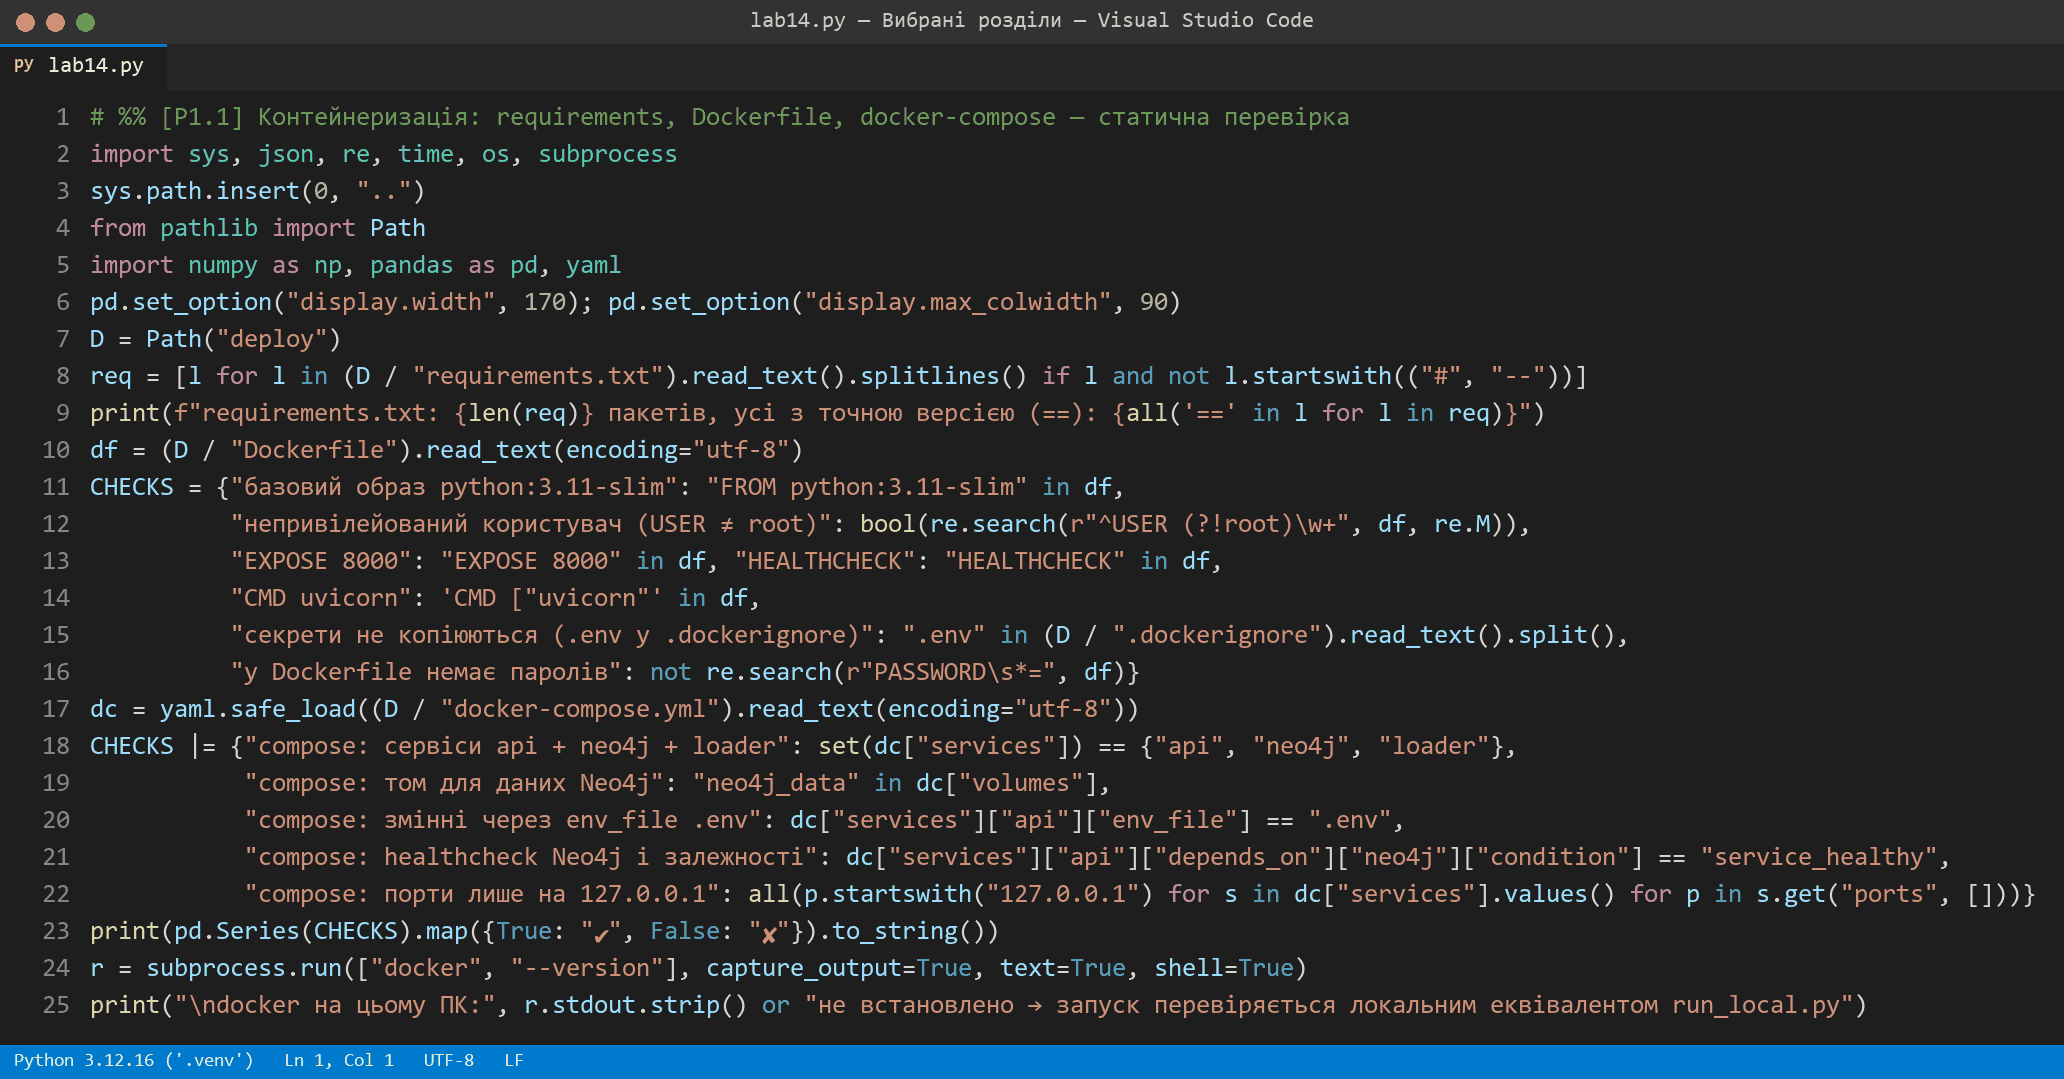 lab14.py — Вибрані розділи — Visual Studio Code
py lab14.py
1 # %% [P1.1] Контейнеризація: requirements, Dockerfile, docker-compose — статична перевірка
2 import sys, json, re, time, os, subprocess
3 sys.path.insert(0, "..")
4 from pathlib import Path
5 import numpy as np, pandas as pd, yaml
6 pd.set_option("display.width", 170); pd.set_option("display.max_colwidth", 90)
7 D = Path("deploy")
8 req = [l for l in (D / "requirements.txt").read_text().splitlines() if l and not l.startswith(("#", "--"))]
9 print(f"requirements.txt: {len(req)} пакетів, усі з точною версією (==): {all('==' in l for l in req)}")
10 df = (D / "Dockerfile").read_text(encoding="utf-8")
11 CHECKS = {"базовий образ python:3.11-slim": "FROM python:3.11-slim" in df,
12           "непривілейований користувач (USER ≠ root)": bool(re.search(r"^USER (?!root)\w+", df, re.M)),
13           "EXPOSE 8000": "EXPOSE 8000" in df, "HEALTHCHECK": "HEALTHCHECK" in df,
14           "CMD uvicorn": 'CMD ["uvicorn"' in df,
15           "секрети не копіюються (.env у .dockerignore)": ".env" in (D / ".dockerignore").read_text().split(),
16           "у Dockerfile немає паролів": not re.search(r"PASSWORD\s*=", df)}
17 dc = yaml.safe_load((D / "docker-compose.yml").read_text(encoding="utf-8"))
18 CHECKS |= {"compose: сервіси api + neo4j + loader": set(dc["services"]) == {"api", "neo4j", "loader"},
19            "compose: том для даних Neo4j": "neo4j_data" in dc["volumes"],
20            "compose: змінні через env_file .env": dc["services"]["api"]["env_file"] == ".env",
21            "compose: healthcheck Neo4j і залежності": dc["services"]["api"]["depends_on"]["neo4j"]["condition"] == "service_healthy",
22            "compose: порти лише на 127.0.0.1": all(p.startswith("127.0.0.1") for s in dc["services"].values() for p in s.get("ports", []))}
23 print(pd.Series(CHECKS).map({True: "✔", False: "✘"}).to_string())
24 r = subprocess.run(["docker", "--version"], capture_output=True, text=True, shell=True)
25 print("\ndocker на цьому ПК:", r.stdout.strip() or "не встановлено → запуск перевіряється локальним еквівалентом run_local.py")
Python 3.12.16 ('.venv') Ln 1, Col 1 UTF-8 LF